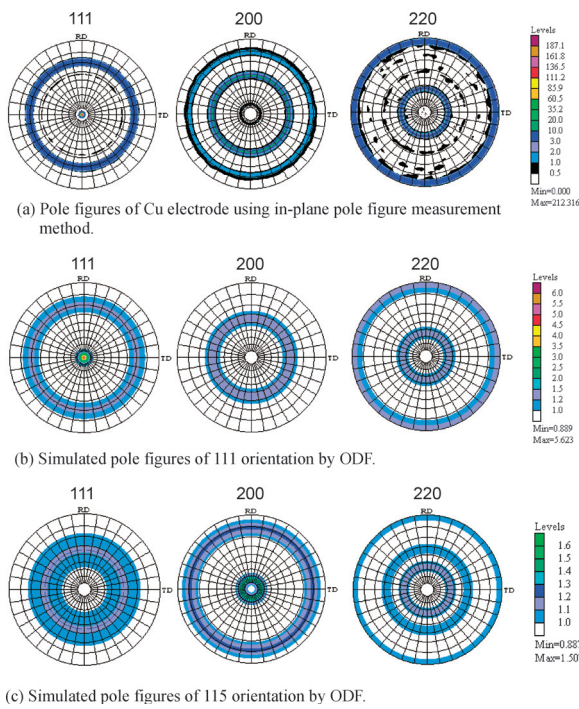 111 200 220
RD RD RD
TD TD TD
Levels
187.1
161.8
136.5
111.2
85.9
60.5
35.2
20.0
10.0
3.0
2.0
1.0
0.5
Min=0.000
Max=212.316
(a) Pole figures of Cu electrode using in-plane pole figure measurement
method.
111 200 220
RD RD RD
TD TD TD
Levels
6.0
5.5
5.0
4.5
4.0
3.5
3.0
2.5
2.0
1.5
1.2
1.0
Min=0.889
Max=5.623
(b) Simulated pole figures of 111 orientation by ODF.
111 200 220
RD RD RD
TD TD TD
Levels
1.6
1.5
1.4
1.3
1.2
1.1
1.0
Min=0.887
Max=1.507
(c) Simulated pole figures of 115 orientation by ODF.